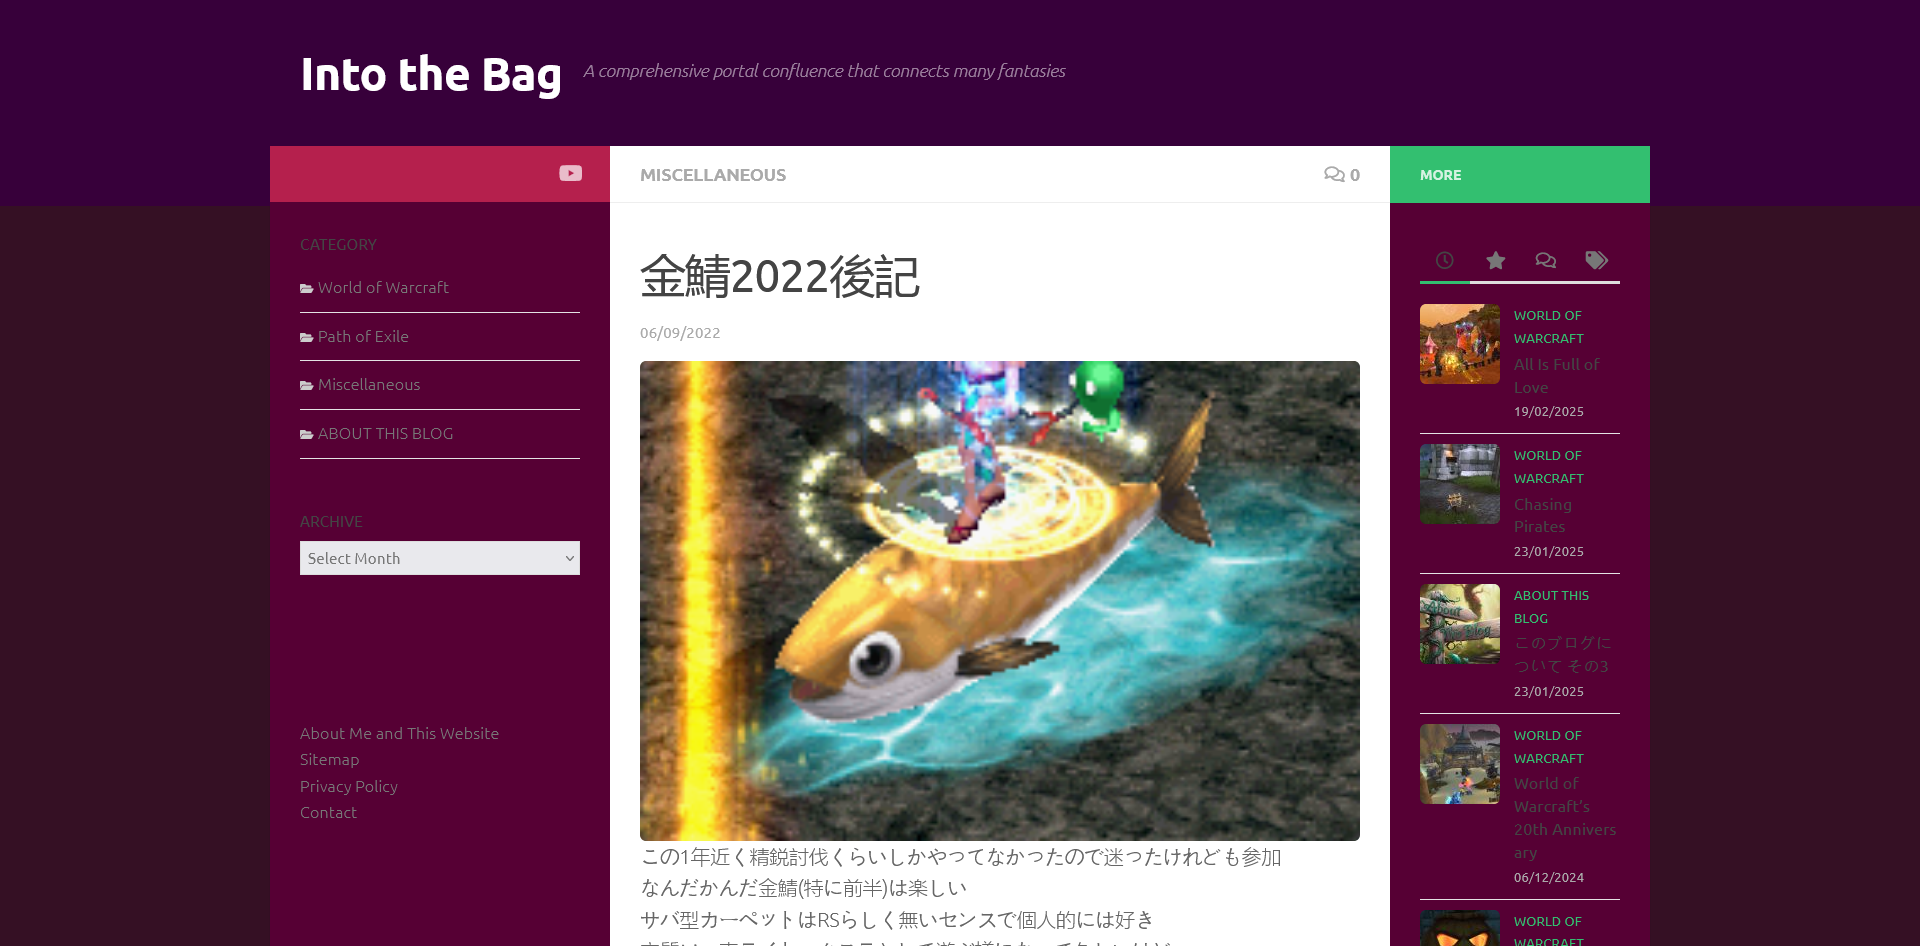 Into the Bag
A comprehensive portal confluence that connects many fantasies
MISCELLANEOUS
0
MORE
CATEGORY
World of Warcraft
Path of Exile
Miscellaneous
ABOUT THIS BLOG
ARCHIVE
Select Month
About Me and This Website
Sitemap
Privacy Policy
Contact
金鯖2022後記
06/09/2022
この1年近く精鋭討伐くらいしかやってなかったので迷ったけれども参加
なんだかんだ金鯖(特に前半)は楽しい
サバ型カーペットはRSらしく無いセンスで個人的には好き
WORLD OF
WARCRAFT
All Is Full of
Love
19/02/2025
WORLD OF
WARCRAFT
Chasing
Pirates
23/01/2025
About
This Blog
ABOUT THIS
BLOG
このブログに
ついて その3
23/01/2025
WORLD OF
WARCRAFT
World of
Warcraft's
20th Annivers
ary
06/12/2024
WORLD OF
WARCRAFT